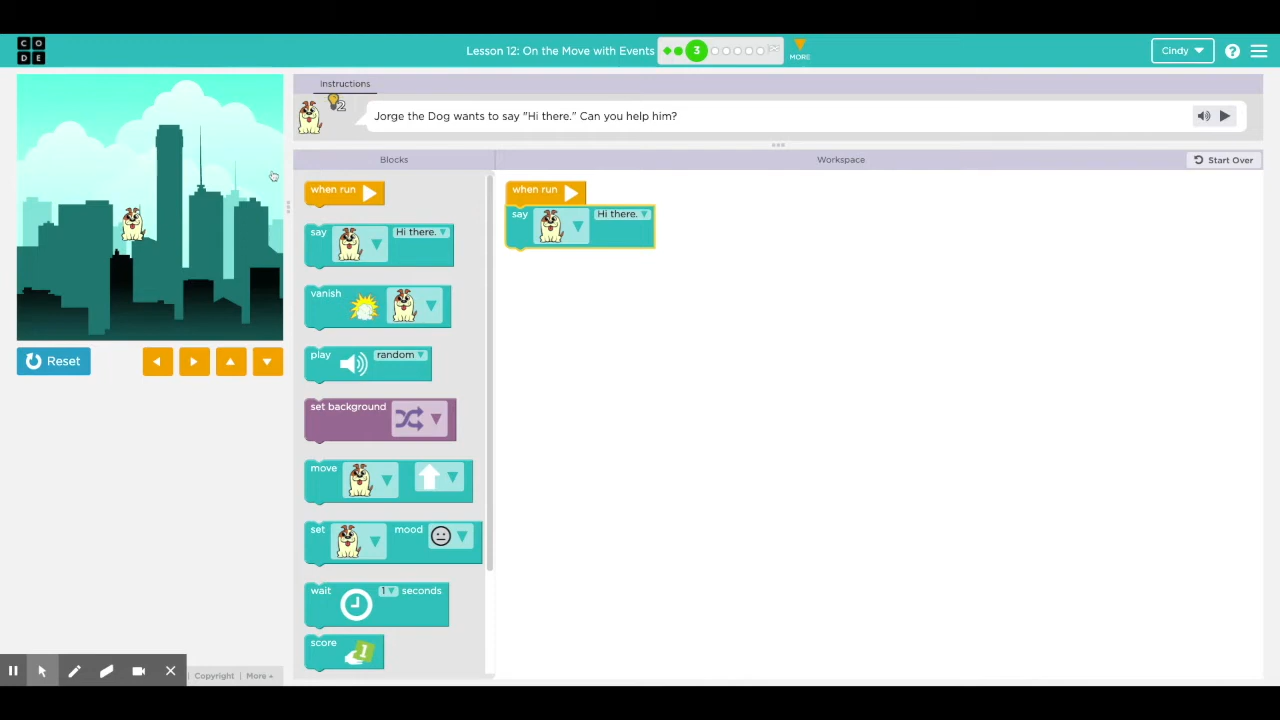 C O
D E
Lesson 12: On the Move with Events
3
MORE
Cindy
?
Instructions
2
Jorge the Dog wants to say "Hi there." Can you help him?
Blocks
Workspace
Start Over
when run
say
Hi there.
vanish
play
random
set background
move
set
mood
wait
1
seconds
score
1
when run
say
Hi there.
Reset
Copyright
More